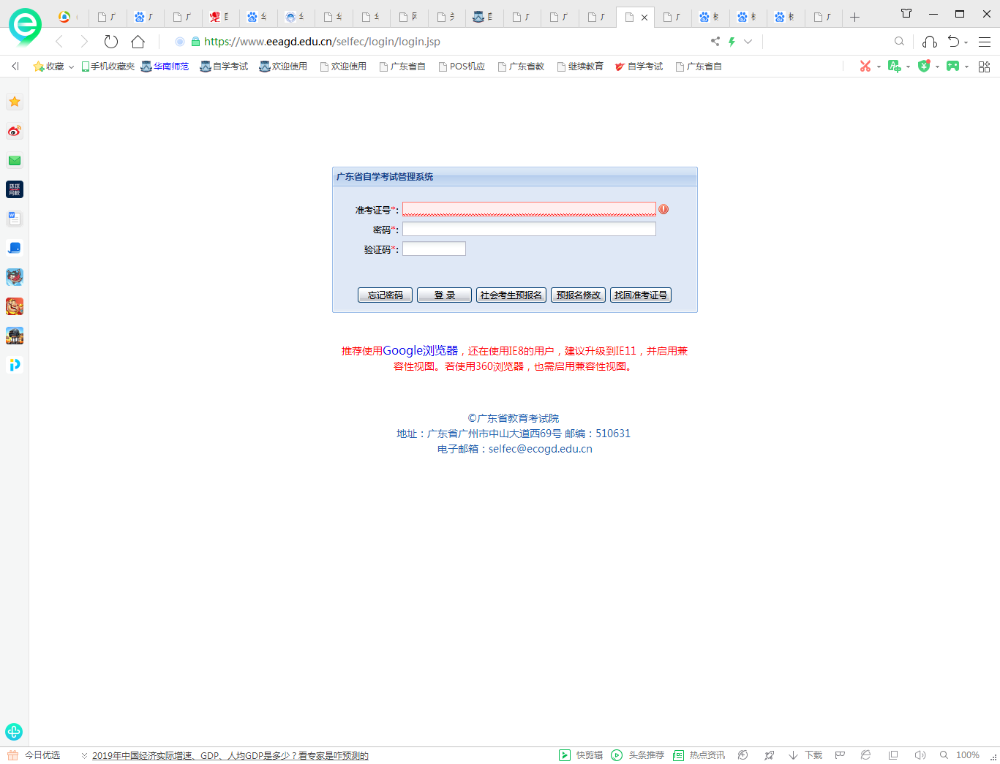 https://www.eeagd.edu.cn/selfec/login/login.jsp
收藏 手机收藏夹 华南师范 自学考试 欢迎使用 欢迎使用 广东省自 POS机应 广东省教 继续教育 自学考试 广东省自
环球网校
广东省自学考试管理系统
准考证号*:
密码*:
验证码*:
忘记密码 登 录 社会考生预报名 预报名修改 找回准考证号
推荐使用Google浏览器，还在使用IE8的用户，建议升级到IE11，并启用兼
容性视图。若使用360浏览器，也需启用兼容性视图。
©广东省教育考试院
地址：广东省广州市中山大道西69号 邮编：510631
电子邮箱：selfec@ecogd.edu.cn
今日优选 2019年中国经济实际增速、GDP、人均GDP是多少？看专家是咋预测的 快剪辑 头条推荐 热点资讯 下载 100%